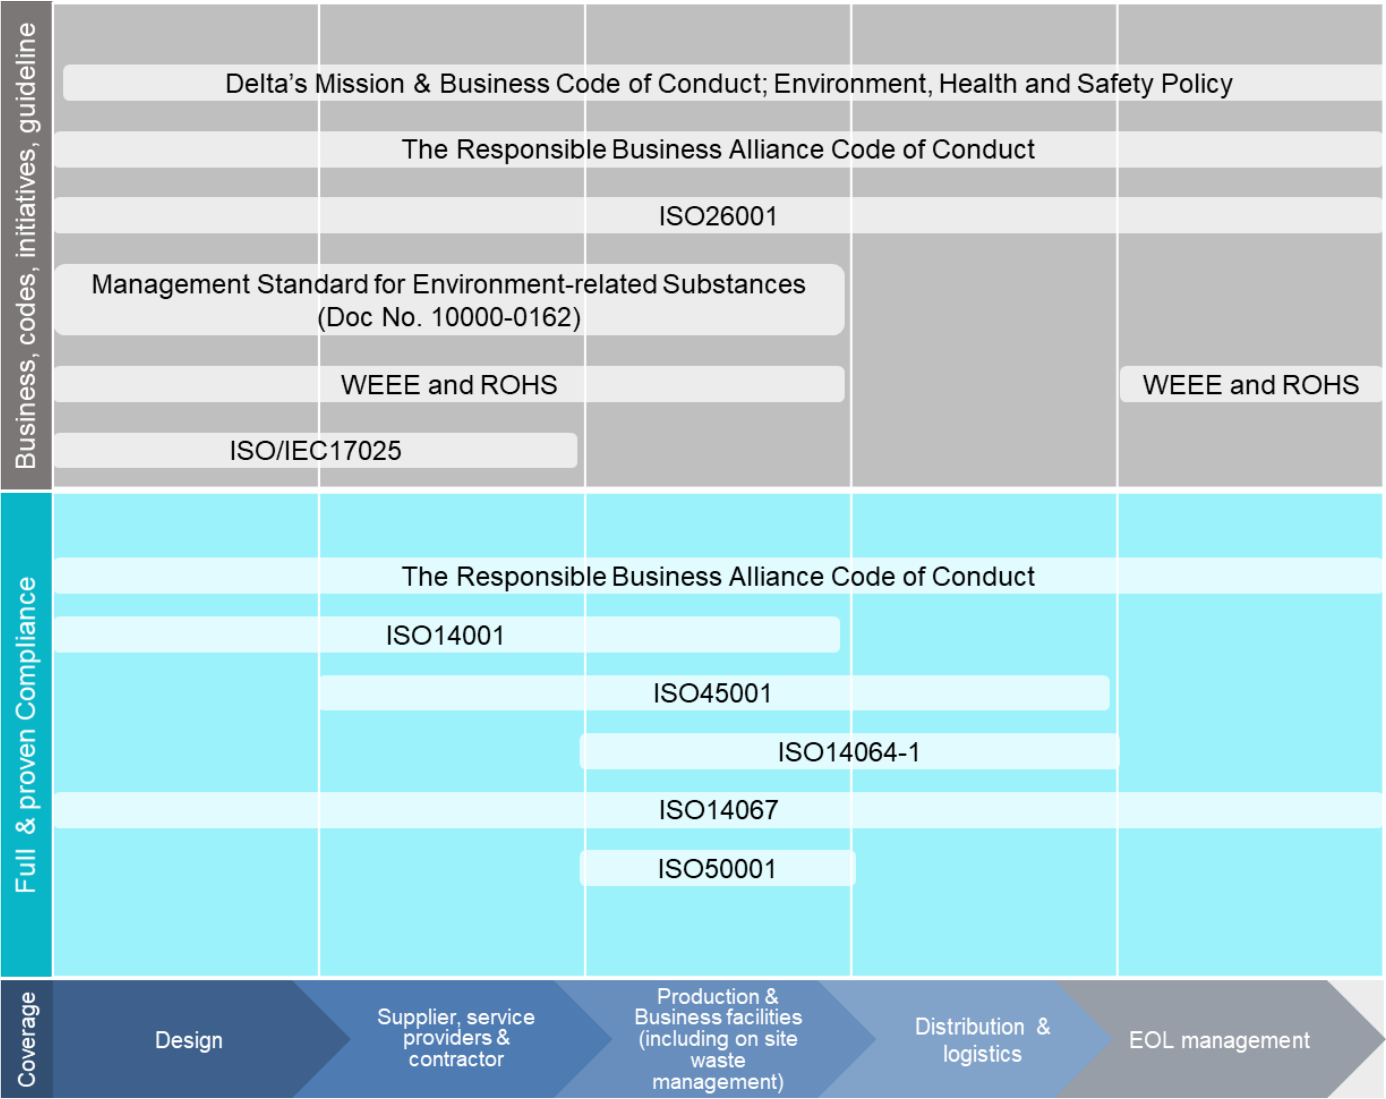 Business, codes, initiatives, guideline
Delta’s Mission & Business Code of Conduct; Environment, Health and Safety Policy
The Responsible Business Alliance Code of Conduct
ISO26001
Management Standard for Environment-related Substances
(Doc No. 10000-0162)
WEEE and ROHS
WEEE and ROHS
ISO/IEC17025
Full & proven Compliance
The Responsible Business Alliance Code of Conduct
ISO14001
ISO45001
ISO14064-1
ISO14067
ISO50001
Coverage
Design
Supplier, service
providers &
contractor
Production &
Business facilities
(including on site
waste
management)
Distribution &
logistics
EOL management